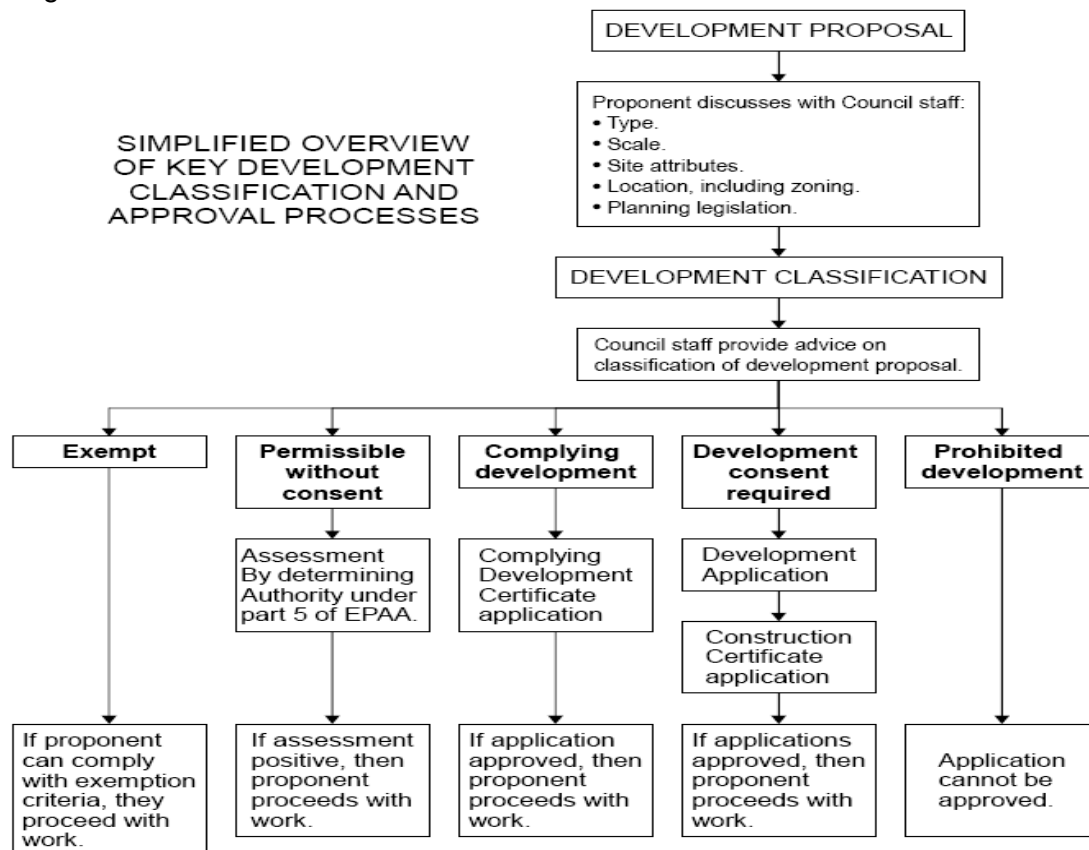 DEVELOPMENT PROPOSAL
Proponent discusses with Council staff:
• Type.
• Scale.
• Site attributes.
• Location, including zoning.
• Planning legislation.
SIMPLIFIED OVERVIEW
OF KEY DEVELOPMENT
CLASSIFICATION AND
APPROVAL PROCESSES
DEVELOPMENT CLASSIFICATION
Council staff provide advice on
classification of development proposal.
Exempt
Permissible
without
consent
Complying
development
Development
consent
required
Prohibited
development
Assessment
By determining
Authority under
part 5 of EPAA.
Complying
Development
Certificate
application
Development
Application
Construction
Certificate
application
If proponent
can comply
with exemption
criteria, they
proceed with
work.
If assessment
positive, then
proponent
proceeds with
work.
If application
approved, then
proponent
proceeds with
work.
If applications
approved, then
proponent
proceeds with
work.
Application
cannot be
approved.